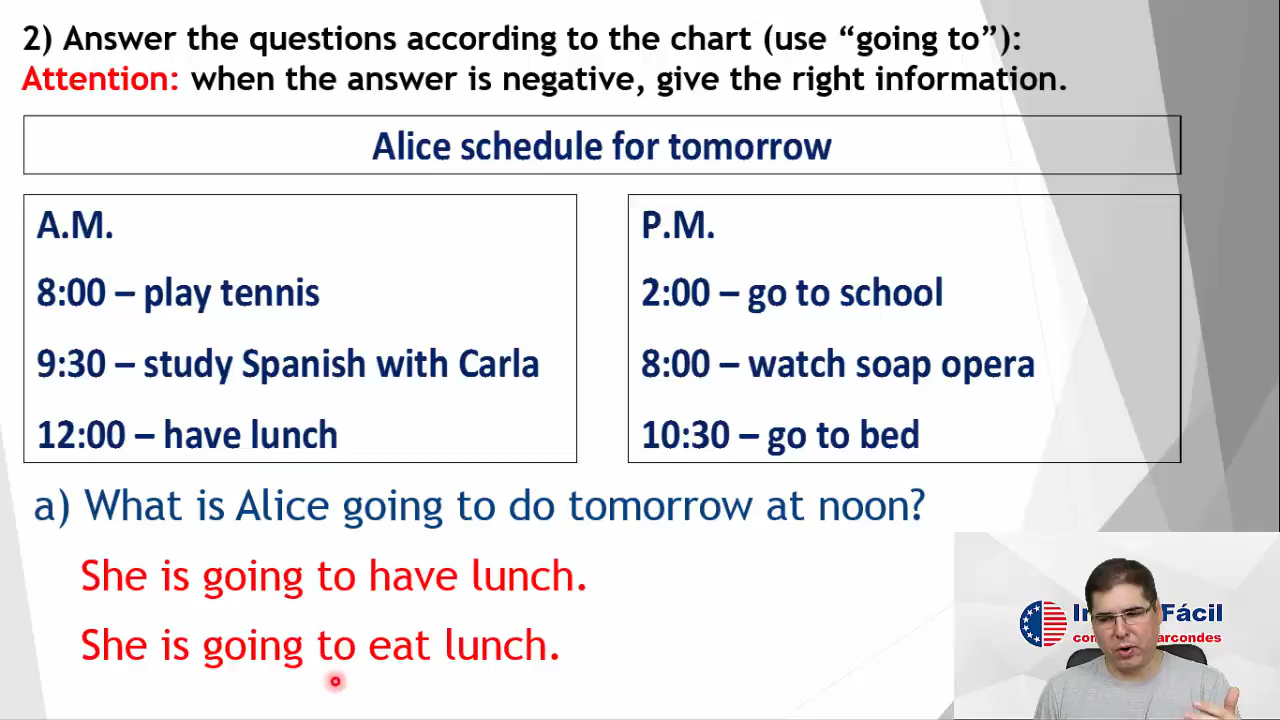 2) Answer the questions according to the chart (use “going to”):
Attention: when the answer is negative, give the right information.
Alice schedule for tomorrow
A.M.
8:00 – play tennis
9:30 – study Spanish with Carla
12:00 – have lunch
P.M.
2:00 – go to school
8:00 – watch soap opera
10:30 – go to bed
a) What is Alice going to do tomorrow at noon?
She is going to have lunch.
She is going to eat lunch.
Fácil